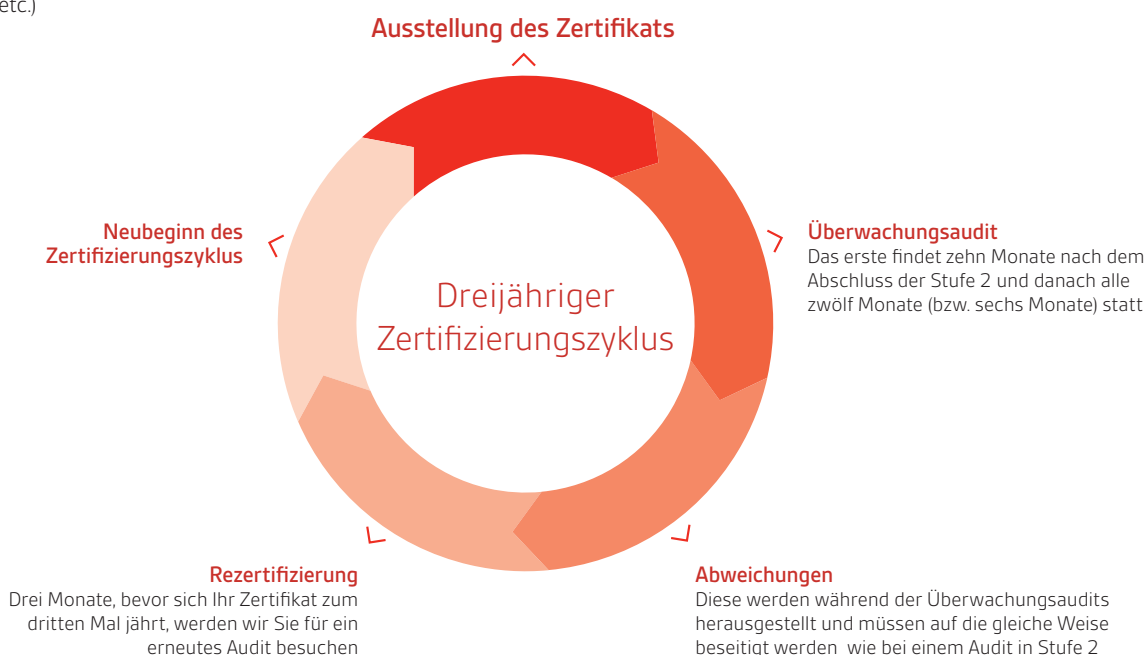 etc.)
Ausstellung des Zertifikats
Überwachungsaudit
Das erste findet zehn Monate nach dem
Abschluss der Stufe 2 und danach alle
zwölf Monate (bzw. sechs Monate) statt
Neubeginn des
Zertifizierungszyklus
Dreijähriger
Zertifizierungszyklus
Abweichungen
Diese werden während der Überwachungsaudits
herausgestellt und müssen auf die gleiche Weise
beseitigt werden wie bei einem Audit in Stufe 2
Rezertifizierung
Drei Monate, bevor sich Ihr Zertifikat zum
dritten Mal jährt, werden wir Sie für ein
erneutes Audit besuchen